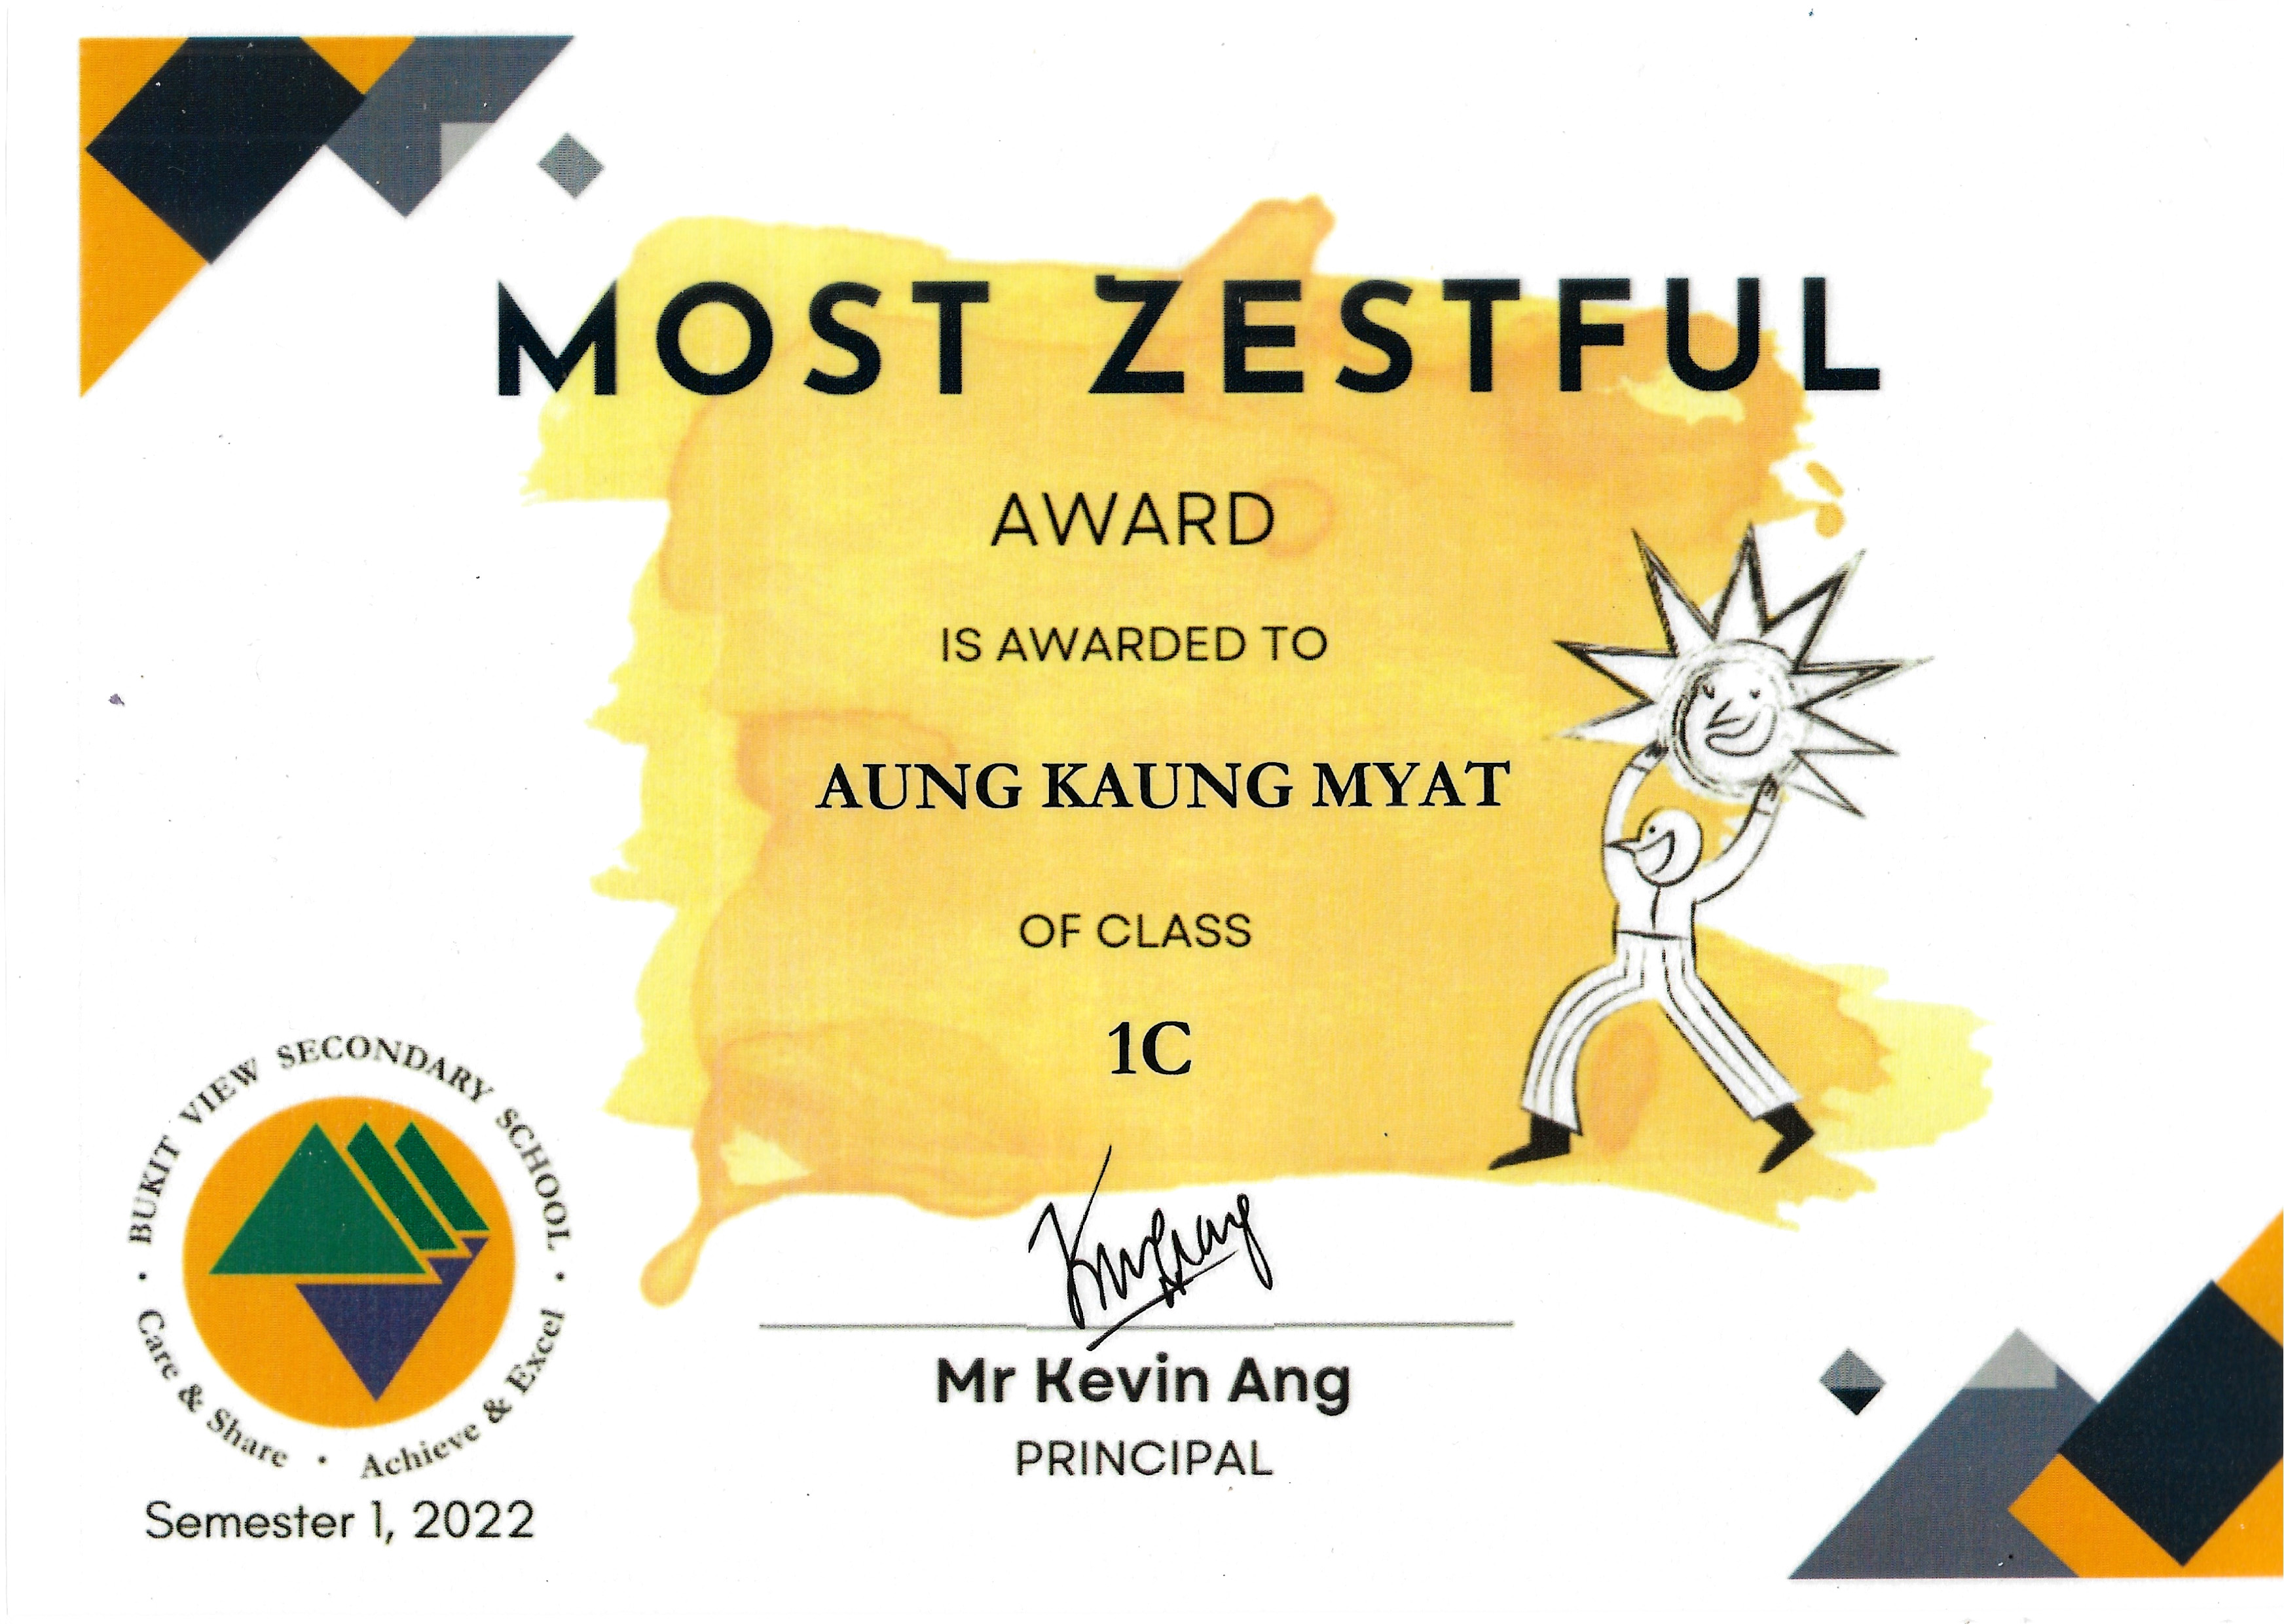 MOST ZESTFUL
AWARD
IS AWARDED TO
AUNG KAUNG MYAT
OF CLASS
1C
Mr Kevin Ang
PRINCIPAL
BUKIT VIEW SECONDARY SCHOOL
Care & Share • Achieve & Excel
Semester 1, 2022